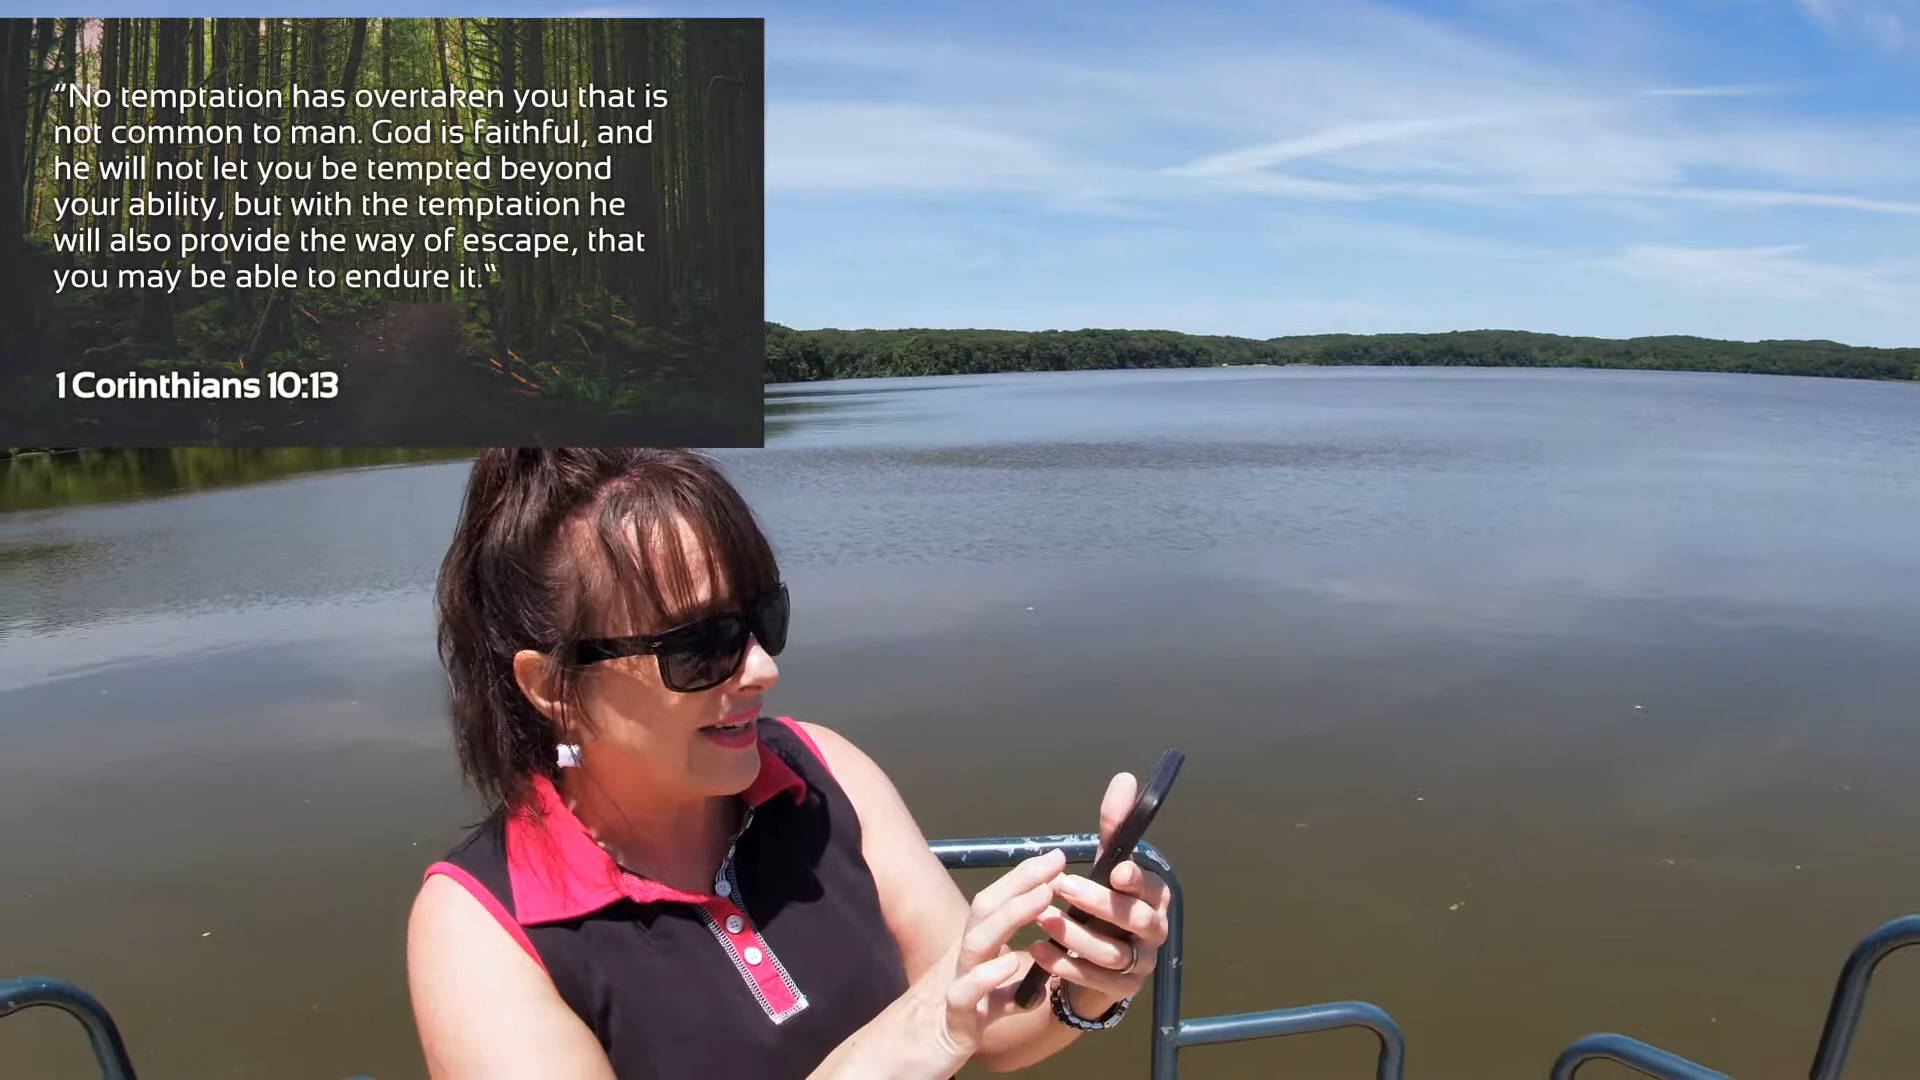 “No temptation has overtaken you that is
not common to man. God is faithful, and
he will not let you be tempted beyond
your ability, but with the temptation he
will also provide the way of escape, that
you may be able to endure it.“
1 Corinthians 10:13